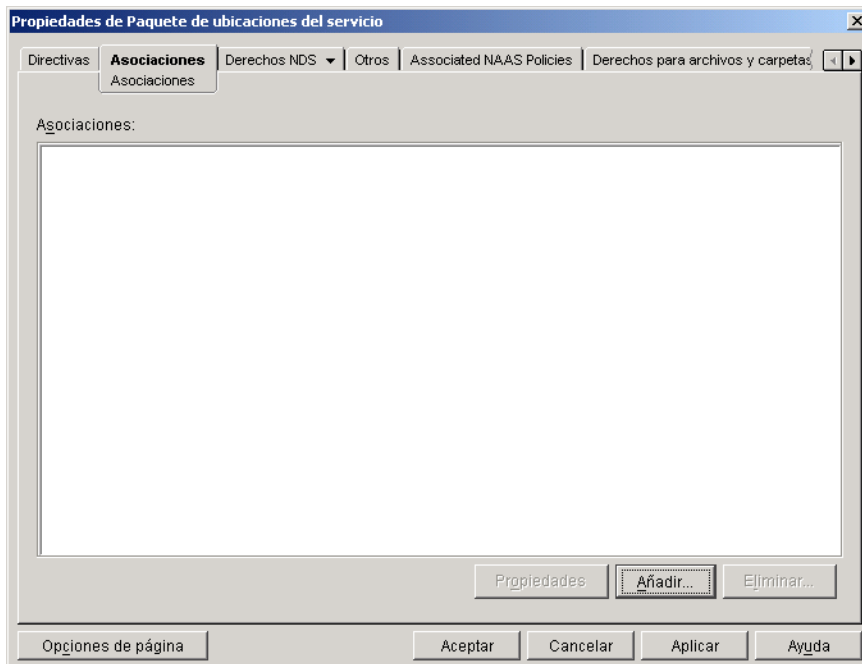 Propiedades de Paquete de ubicaciones del servicio
Directivas Asociaciones Derechos NDS Otros Associated NAAS Policies Derechos para archivos y carpetas
Asociaciones
Asociaciones:
Propiedades Añadir... Eliminar...
Opciones de página Aceptar Cancelar Aplicar Ayuda